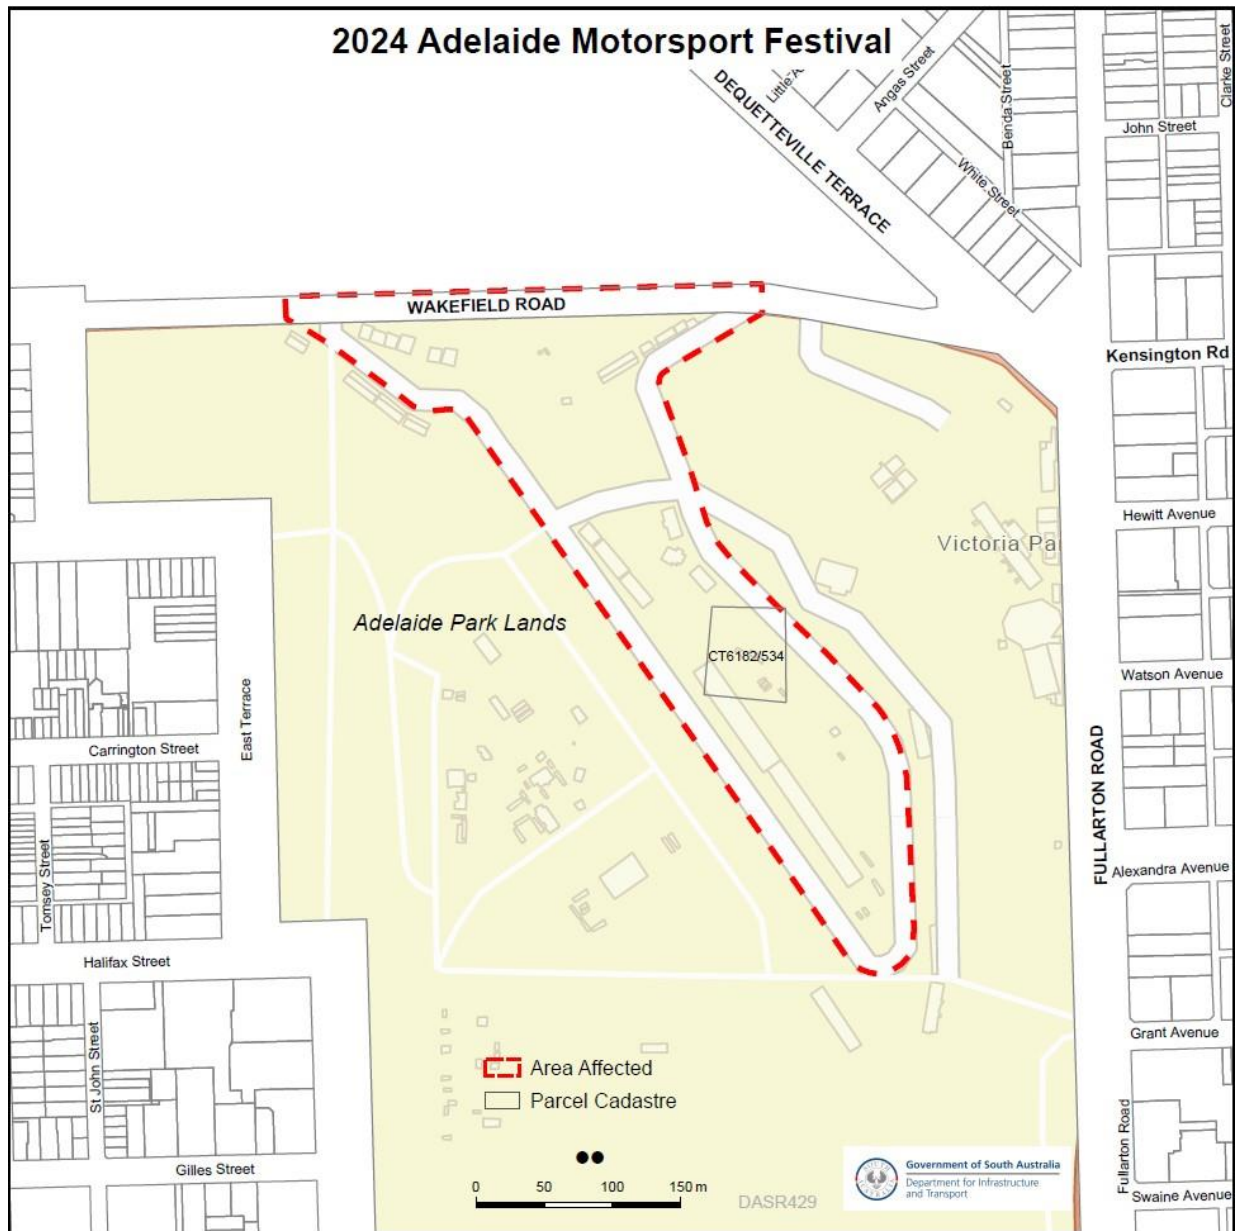 2024 Adelaide Motorsport Festival
Clarke Street
Angas Street
Benda Street
DEQUETTEVILLE TERRACE
John Street
White Street
WAKEFIELD ROAD
Kensington Rd
Hewitt Avenue
Victoria Pa
Adelaide Park Lands
CT6182/534
Watson Avenue
East Terrace
Carrington Street
FULLARTON ROAD
Tomsey Street
Alexandra Avenue
Halifax Street
St John Street
Grant Avenue
Area Affected
Parcel Cadastre
Gilles Street
Fullarton Road
0 50 100 150 m
DASR429
SOUTH AUSTRALIA
Government of South Australia
Department for Infrastructure
and Transport
Swaine Avenue